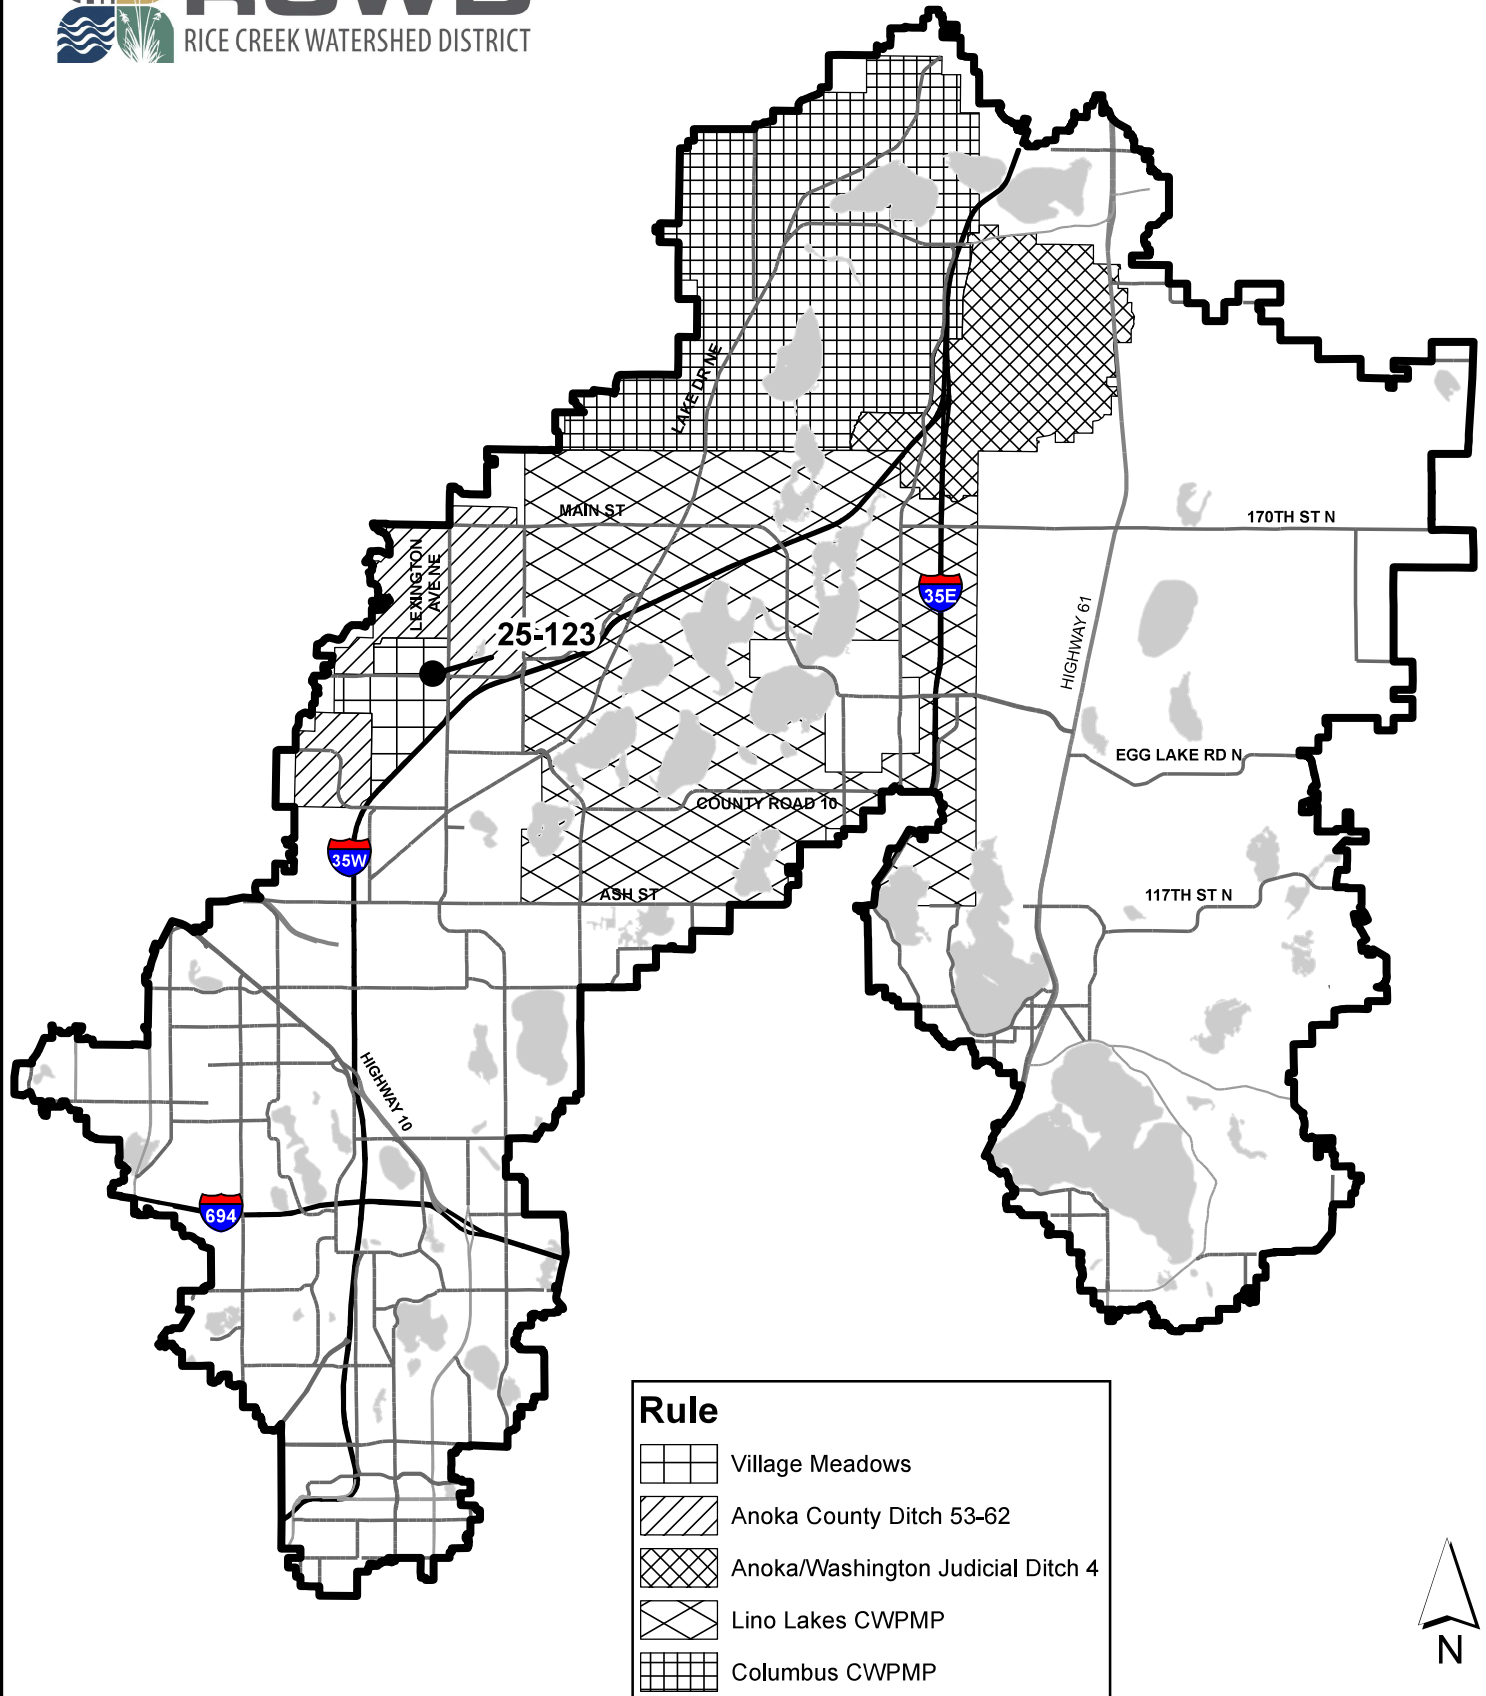 RCWD
RICE CREEK WATERSHED DISTRICT
LAKE DR NE
MAIN ST
170TH ST N
LEXINGTON
AVE NE
35E
25-123
HIGHWAY 61
EGG LAKE RD N
COUNTY ROAD 10
35W
ASH ST
117TH ST N
HIGHWAY 10
694
Rule
Village Meadows
Anoka County Ditch 53-62
Anoka/Washington Judicial Ditch 4
Lino Lakes CWPMP
Columbus CWPMP
N